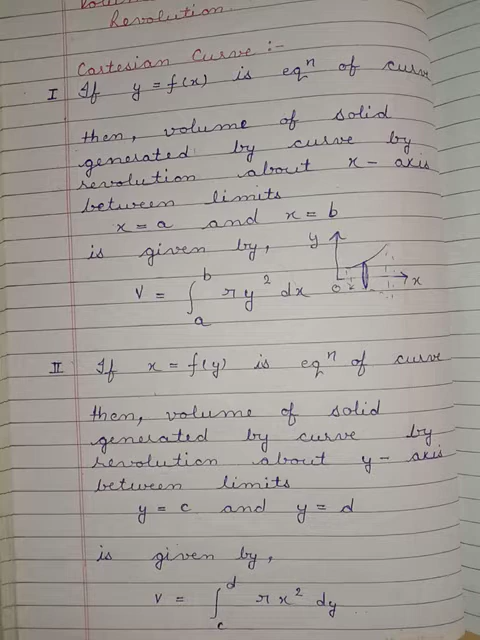 Revolution.
Cartesian Curve :-
I If y = f(x) is eqⁿ of curve
then, volume of solid
generated by curve by
revolution about x - axis
between limits
x = a and x = b
is given by,
y
V = ∫ₐᵇ πy² dx
O
x
II If x = f(y) is eqⁿ of curve
then, volume of solid
generated by curve by
revolution about y - axis
between limits
y = c and y = d
is given by,
V = ∫꜀ᵈ πx² dy